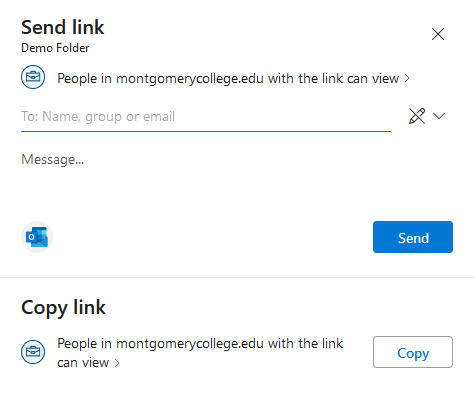 Send link
Demo Folder
People in montgomerycollege.edu with the link can view >
To: Name, group or email
Message...
Send
Copy link
People in montgomerycollege.edu with the link
can view >
Copy